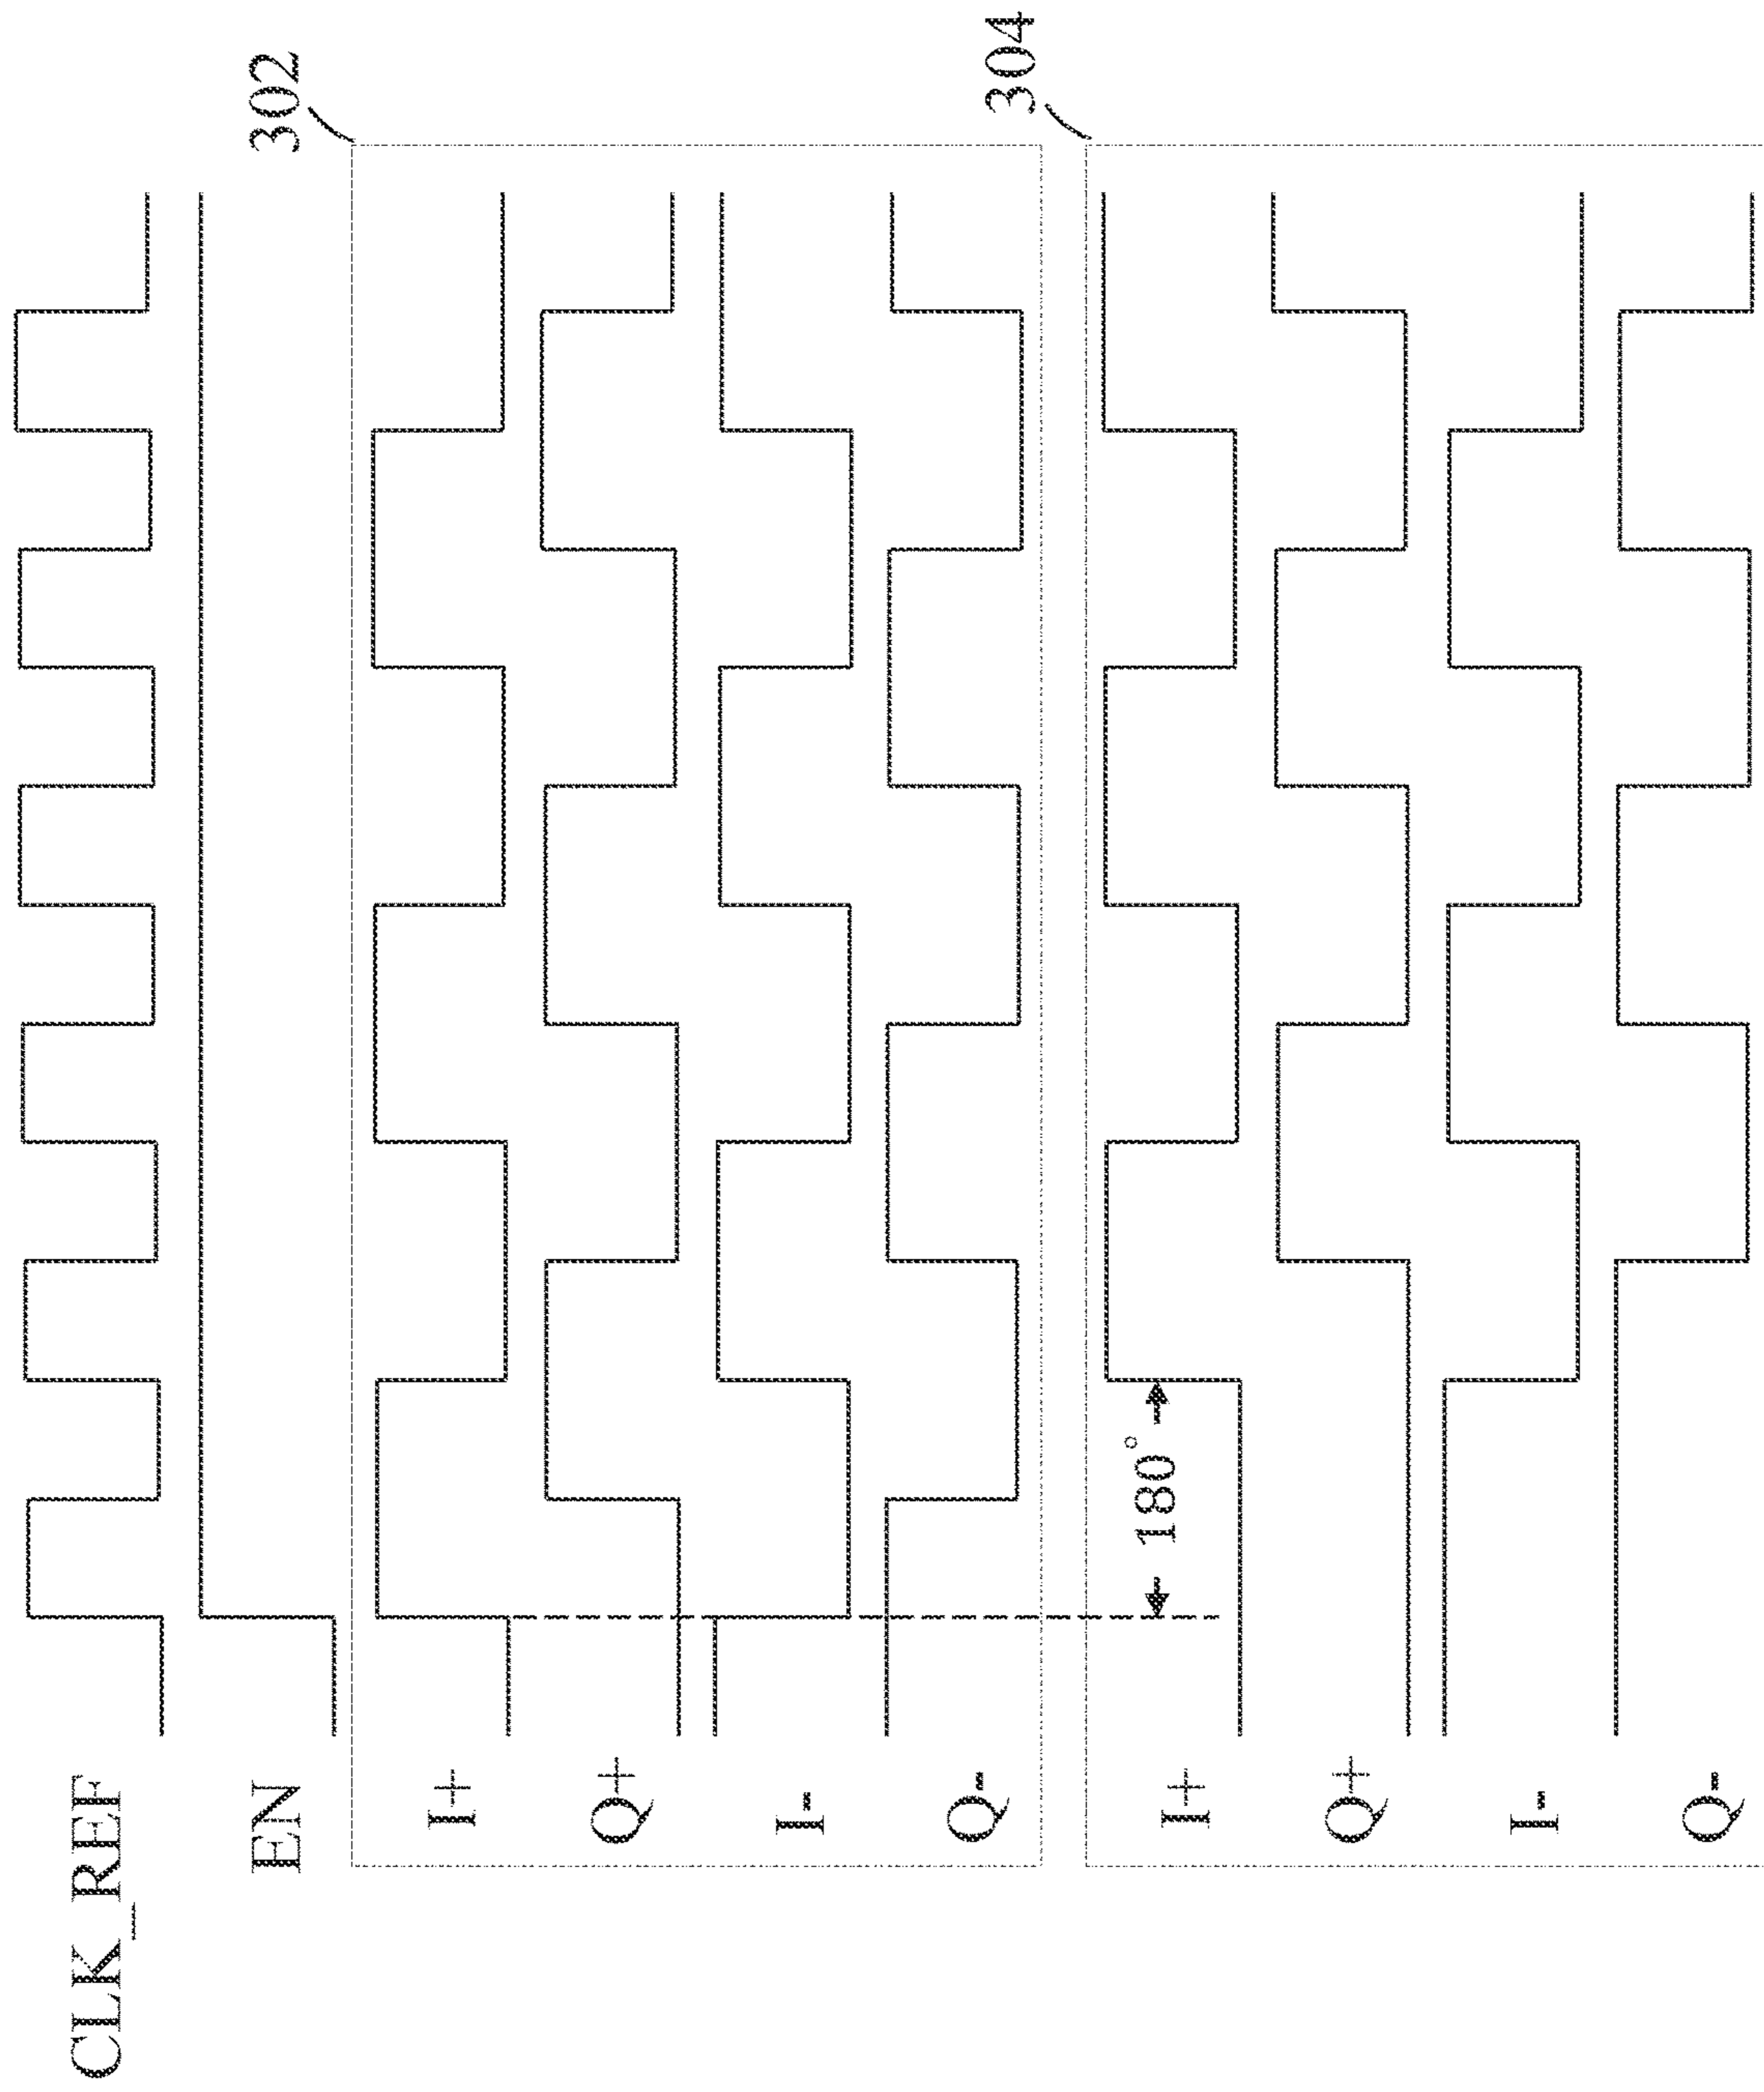 CLK_REF
EN
302
I+
Q+
I-
Q-
304
180°
I+
Q+
I-
Q-